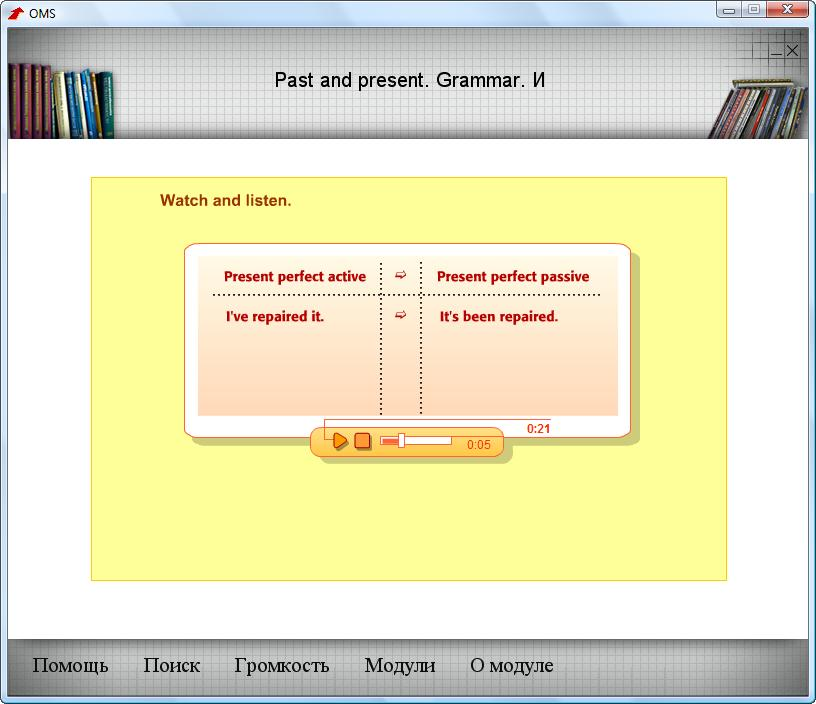 OMS
Past and present. Grammar. И
Watch and listen.
Present perfect active ⇨ Present perfect passive
I've repaired it. ⇨ It's been repaired.
0:21
0:05
Помощь Поиск Громкость Модули О модуле